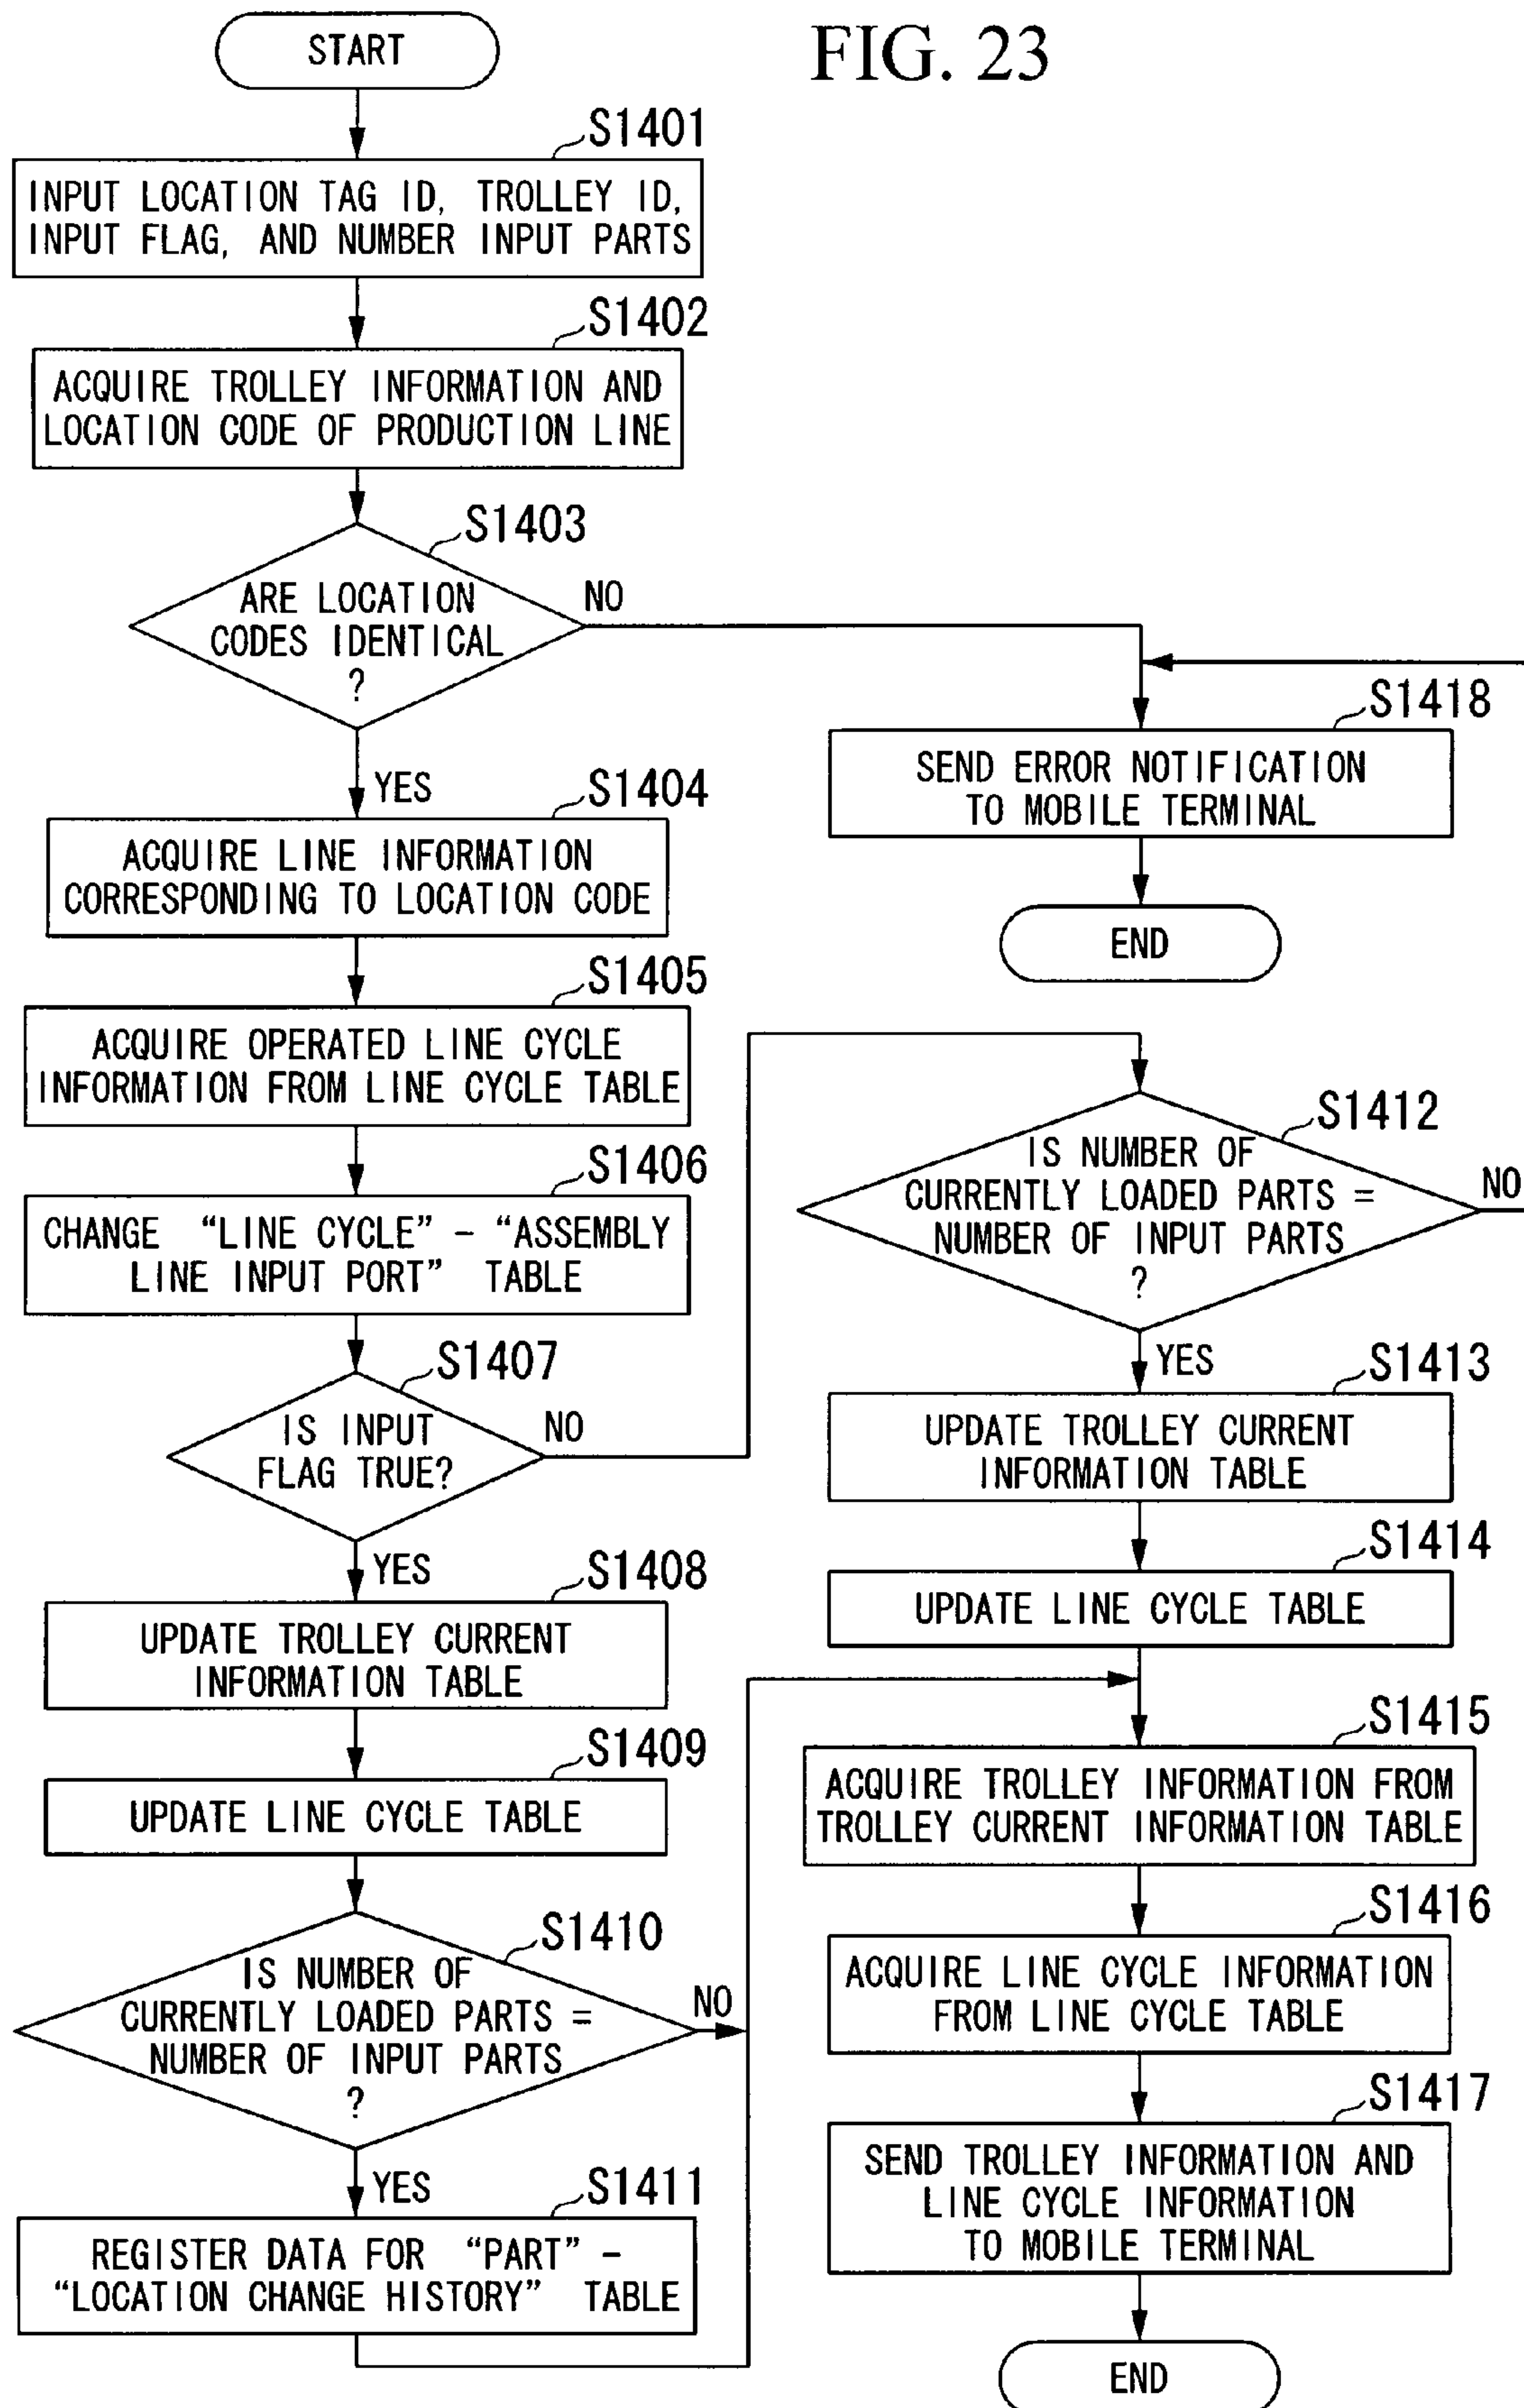 FIG. 23
START
S1401
INPUT LOCATION TAG ID, TROLLEY ID,
INPUT FLAG, AND NUMBER INPUT PARTS
S1402
ACQUIRE TROLLEY INFORMATION AND
LOCATION CODE OF PRODUCTION LINE
S1403
ARE LOCATION
CODES IDENTICAL
?
NO
YES
S1404
ACQUIRE LINE INFORMATION
CORRESPONDING TO LOCATION CODE
S1405
ACQUIRE OPERATED LINE CYCLE
INFORMATION FROM LINE CYCLE TABLE
S1406
CHANGE “LINE CYCLE” - “ASSEMBLY
LINE INPUT PORT” TABLE
S1407
IS INPUT
FLAG TRUE?
NO
YES
S1408
UPDATE TROLLEY CURRENT
INFORMATION TABLE
S1409
UPDATE LINE CYCLE TABLE
S1410
IS NUMBER OF
CURRENTLY LOADED PARTS =
NUMBER OF INPUT PARTS
?
NO
YES
S1411
REGISTER DATA FOR “PART” -
“LOCATION CHANGE HISTORY” TABLE
S1418
SEND ERROR NOTIFICATION
TO MOBILE TERMINAL
END
S1412
IS NUMBER OF
CURRENTLY LOADED PARTS =
NUMBER OF INPUT PARTS
?
NO
YES
S1413
UPDATE TROLLEY CURRENT
INFORMATION TABLE
S1414
UPDATE LINE CYCLE TABLE
S1415
ACQUIRE TROLLEY INFORMATION FROM
TROLLEY CURRENT INFORMATION TABLE
S1416
ACQUIRE LINE CYCLE INFORMATION
FROM LINE CYCLE TABLE
S1417
SEND TROLLEY INFORMATION AND
LINE CYCLE INFORMATION
TO MOBILE TERMINAL
END